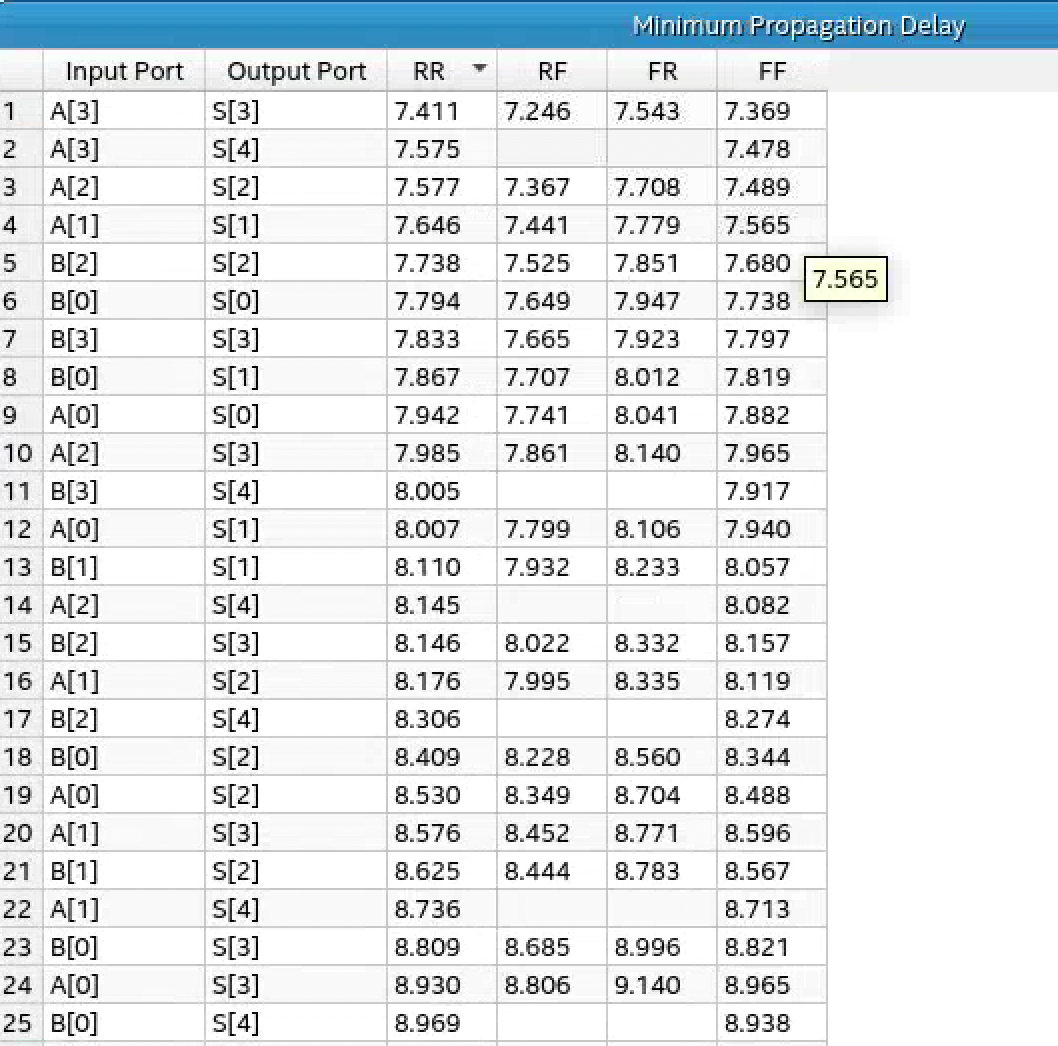 Minimum Propagation Delay
Input Port Output Port RR RF FR FF
1 A[3] S[3] 7.411 7.246 7.543 7.369
2 A[3] S[4] 7.575 7.478
3 A[2] S[2] 7.577 7.367 7.708 7.489
4 A[1] S[1] 7.646 7.441 7.779 7.565
5 B[2] S[2] 7.738 7.525 7.851 7.680
7.565
6 B[0] S[0] 7.794 7.649 7.947 7.738
7 B[3] S[3] 7.833 7.665 7.923 7.797
8 B[0] S[1] 7.867 7.707 8.012 7.819
9 A[0] S[0] 7.942 7.741 8.041 7.882
10 A[2] S[3] 7.985 7.861 8.140 7.965
11 B[3] S[4] 8.005 7.917
12 A[0] S[1] 8.007 7.799 8.106 7.940
13 B[1] S[1] 8.110 7.932 8.233 8.057
14 A[2] S[4] 8.145 8.082
15 B[2] S[3] 8.146 8.022 8.332 8.157
16 A[1] S[2] 8.176 7.995 8.335 8.119
17 B[2] S[4] 8.306 8.274
18 B[0] S[2] 8.409 8.228 8.560 8.344
19 A[0] S[2] 8.530 8.349 8.704 8.488
20 A[1] S[3] 8.576 8.452 8.771 8.596
21 B[1] S[2] 8.625 8.444 8.783 8.567
22 A[1] S[4] 8.736 8.713
23 B[0] S[3] 8.809 8.685 8.996 8.821
24 A[0] S[3] 8.930 8.806 9.140 8.965
25 B[0] S[4] 8.969 8.938